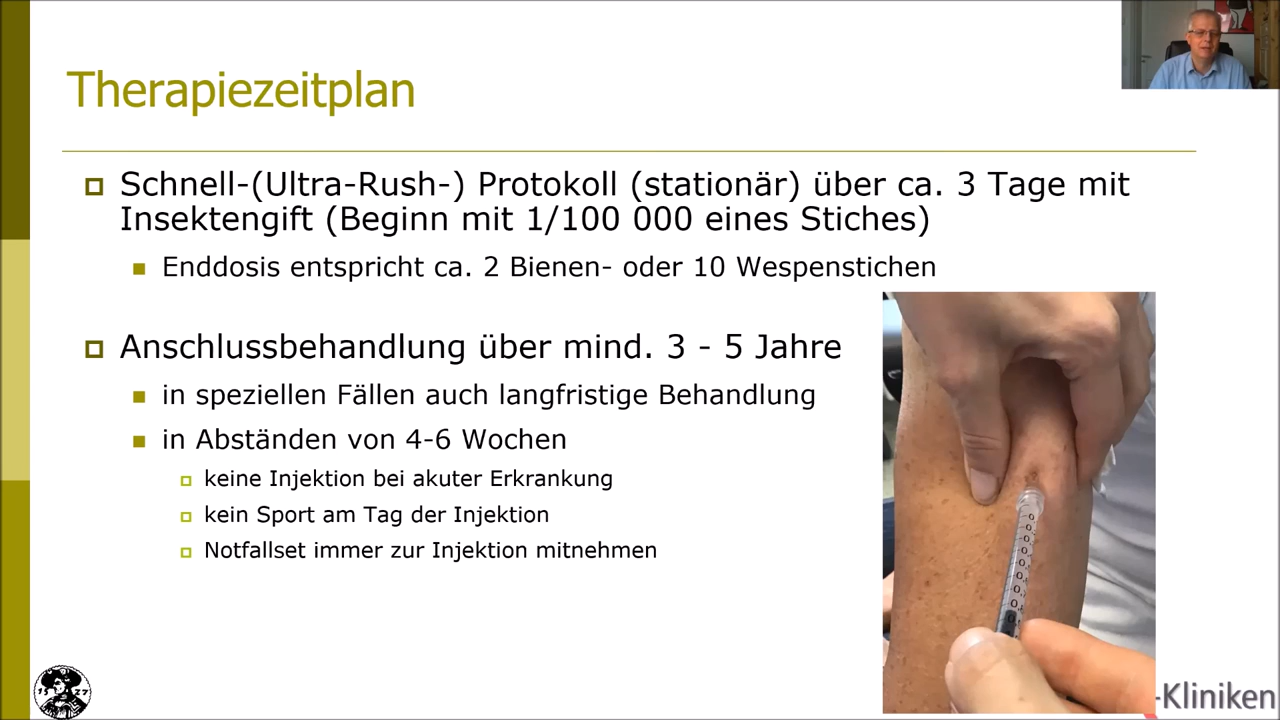 Therapiezeitplan
Schnell-(Ultra-Rush-) Protokoll (stationär) über ca. 3 Tage mit
Insektengift (Beginn mit 1/100 000 eines Stiches)
Enddosis entspricht ca. 2 Bienen- oder 10 Wespenstichen
Anschlussbehandlung über mind. 3 - 5 Jahre
in speziellen Fällen auch langfristige Behandlung
in Abständen von 4-6 Wochen
keine Injektion bei akuter Erkrankung
kein Sport am Tag der Injektion
Notfallset immer zur Injektion mitnehmen
1527
-Kliniken